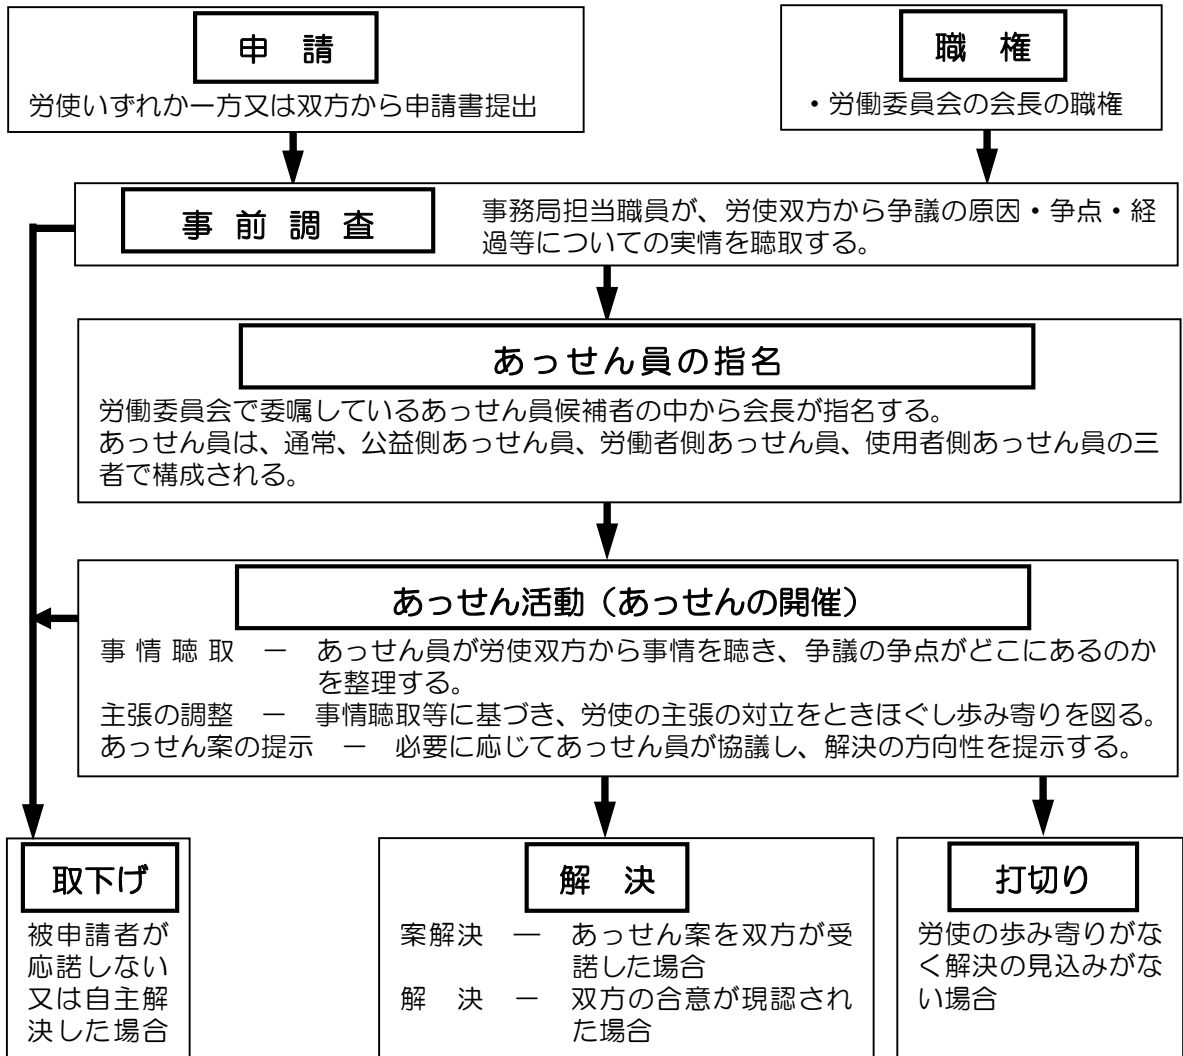 申　請
労使いずれか一方又は双方から申請書提出
職　権
・労働委員会の会長の職権
事 前 調 査
事務局担当職員が、労使双方から争議の原因・争点・経
過等についての実情を聴取する。
あっせん員の指名
労働委員会で委嘱しているあっせん員候補者の中から会長が指名する。
あっせん員は、通常、公益側あっせん員、労働者側あっせん員、使用者側あっせん員の三
者で構成される。
あっせん活動（あっせんの開催）
事 情 聴 取　－　あっせん員が労使双方から事情を聴き、争議の争点がどこにあるのか
を整理する。
主張の調整　－　事情聴取等に基づき、労使の主張の対立をときほぐし歩み寄りを図る。
あっせん案の提示　－　必要に応じてあっせん員が協議し、解決の方向性を提示する。
取下げ
被申請者が
応諾しない
又は自主解
決した場合
解　決
案解決　―　あっせん案を双方が受
諾した場合
解　決　－　双方の合意が現認され
た場合
打切り
労使の歩み寄りがな
く解決の見込みがな
い場合